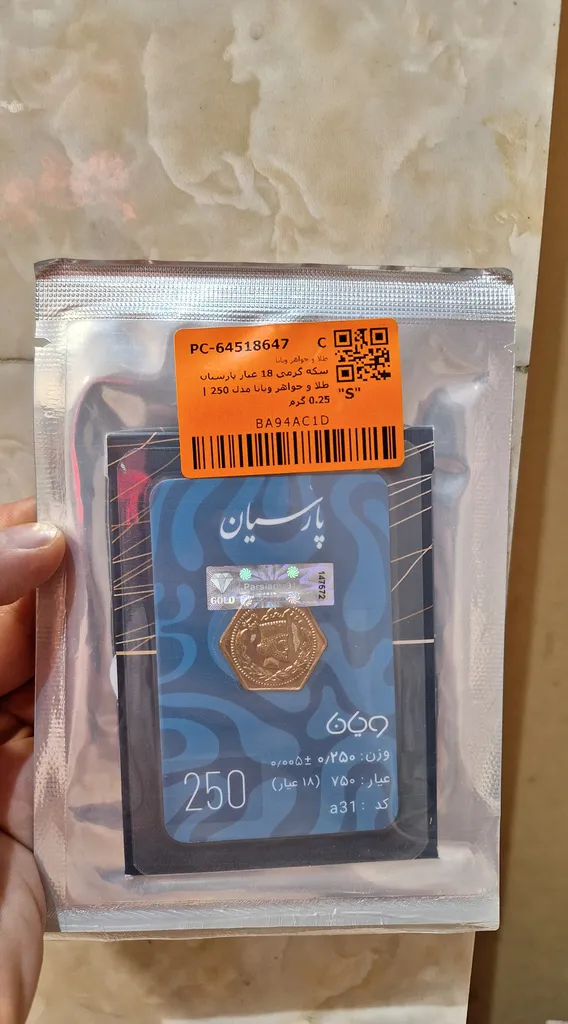 PC-64518647 C
طلا و جواهر ویانا
سکه گرمی 18 عیار پارسیان
طلا و جواهر ویانا مدل 250 |
0.25 گرم
"S"
BA94AC1D
پارسیان
GOLD
147572
وزن: ۰/۲۵۰ ±۰/۰۰۵
عیار: ۷۵۰ (۱۸ عیار)
کد : a31
250